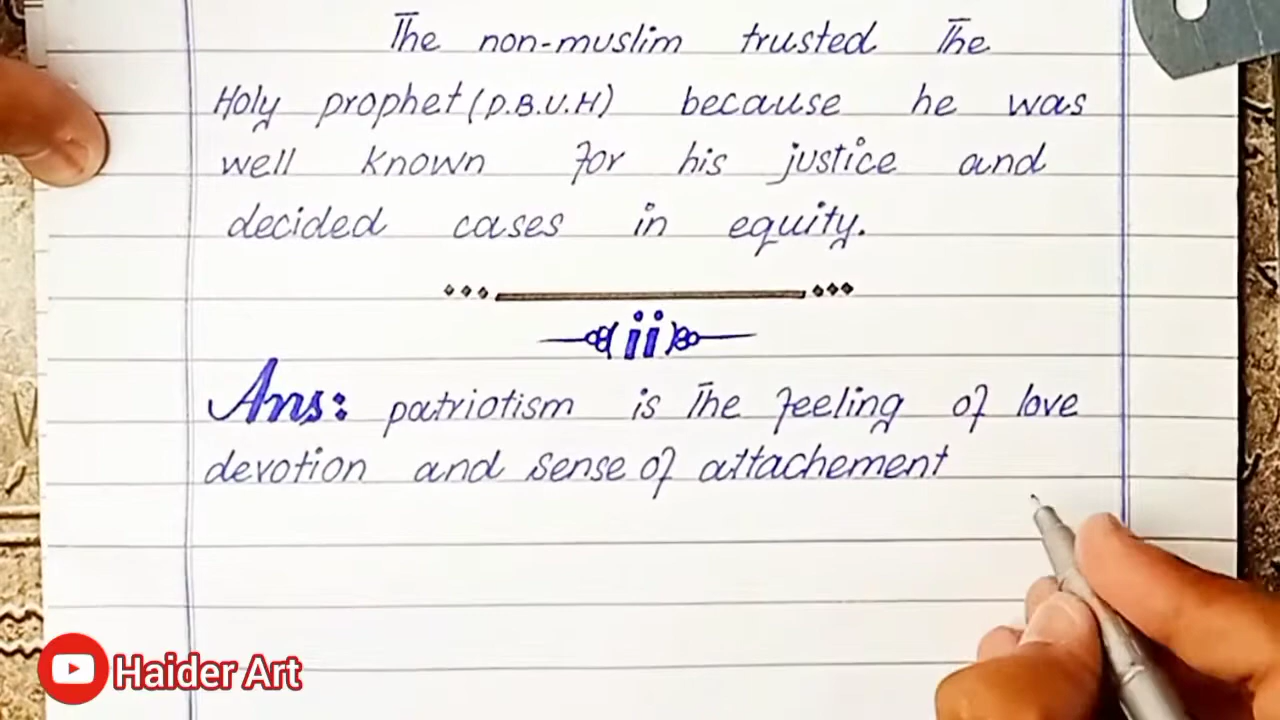 The non-muslim trusted The
Holy prophet (P.B.U.H) because he was
well known for his justice and
decided cases in equity.
(ii)
Ans: patriotism is The feeling of love
devotion and sense of attachement
Haider Art